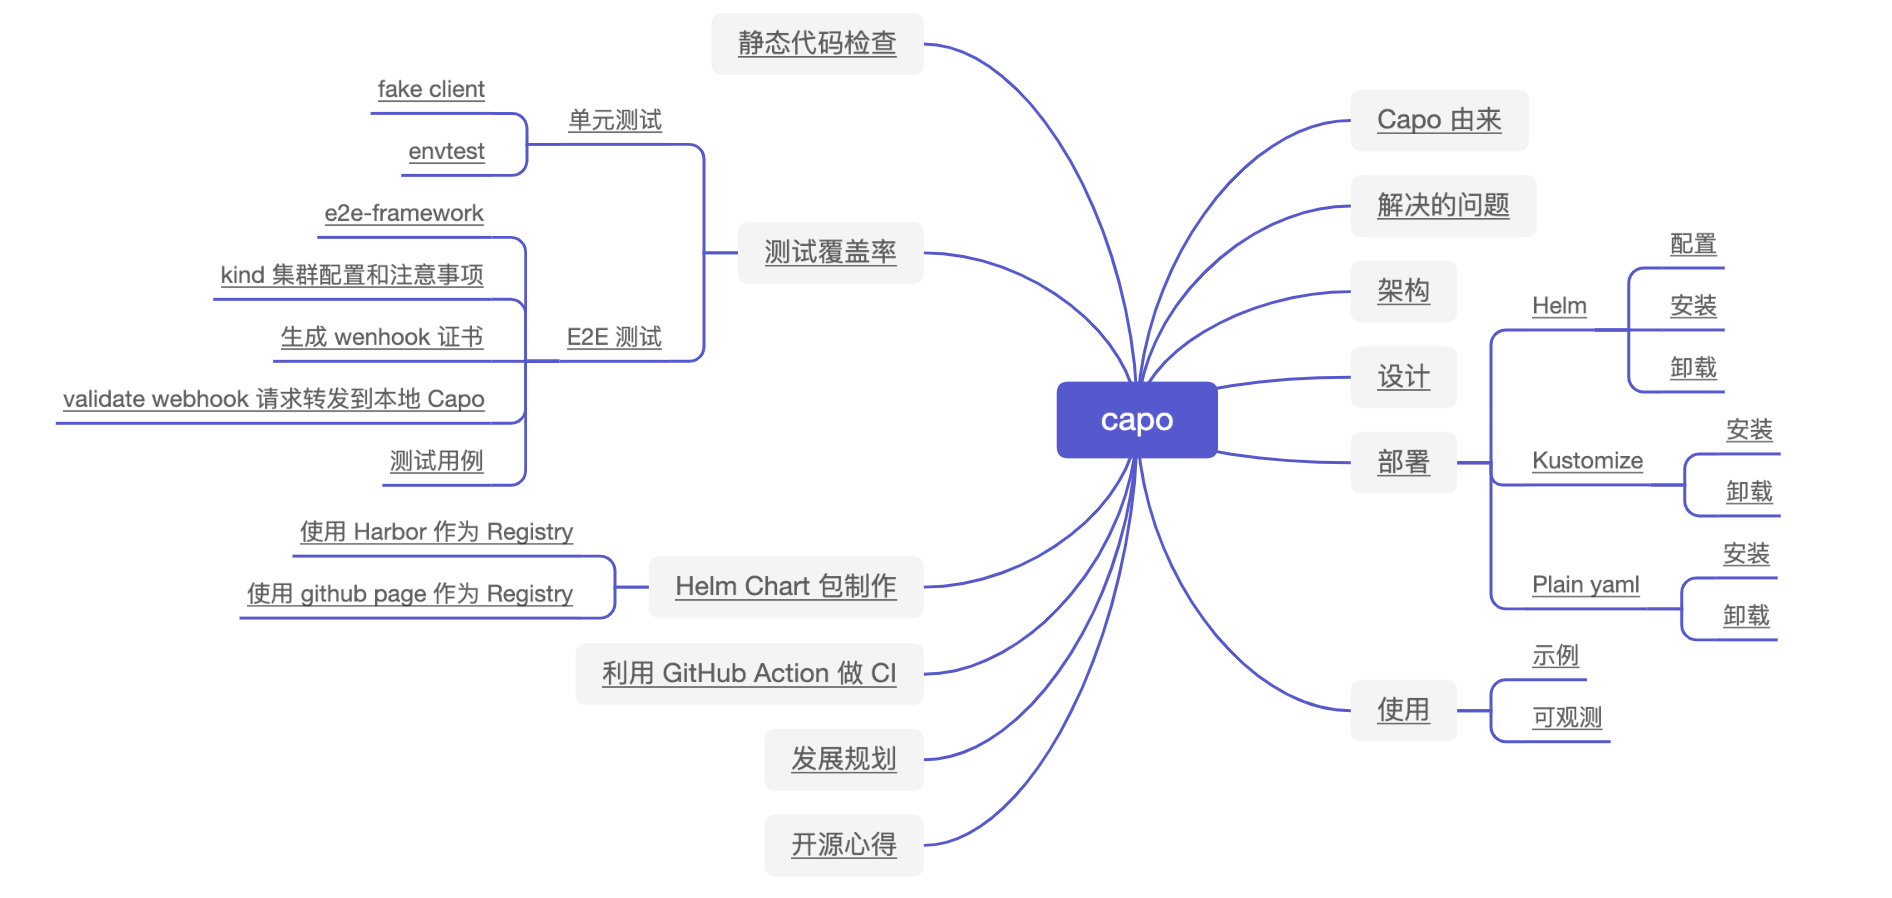 capo
Capo 由来
解决的问题
架构
设计
部署
Helm
配置
安装
卸载
Kustomize
安装
卸载
Plain yaml
安装
卸载
使用
示例
可观测
静态代码检查
测试覆盖率
单元测试
fake client
envtest
E2E 测试
e2e-framework
kind 集群配置和注意事项
生成 wenhook 证书
validate webhook 请求转发到本地 Capo
测试用例
Helm Chart 包制作
使用 Harbor 作为 Registry
使用 github page 作为 Registry
利用 GitHub Action 做 CI
发展规划
开源心得